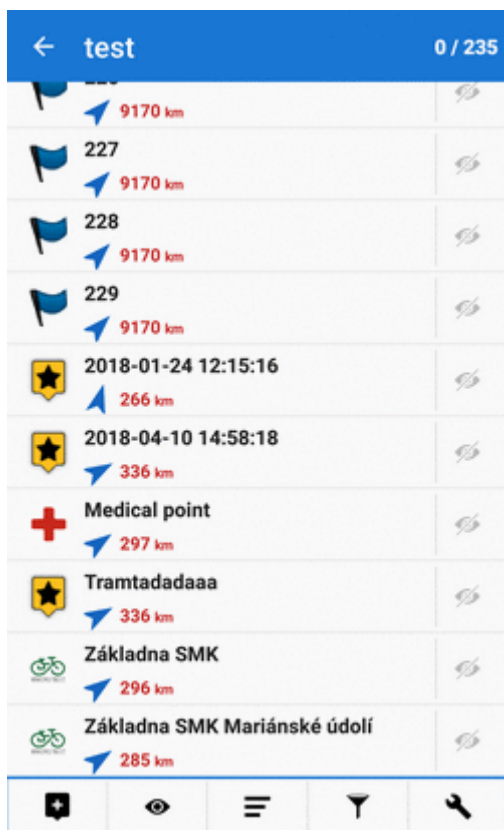 test
0 / 235
9170 km
227
9170 km
228
9170 km
229
9170 km
2018-01-24 12:15:16
266 km
2018-04-10 14:58:18
336 km
Medical point
297 km
Tramtadadaaa
336 km
Základna SMK
296 km
Základna SMK Mariánské údolí
285 km